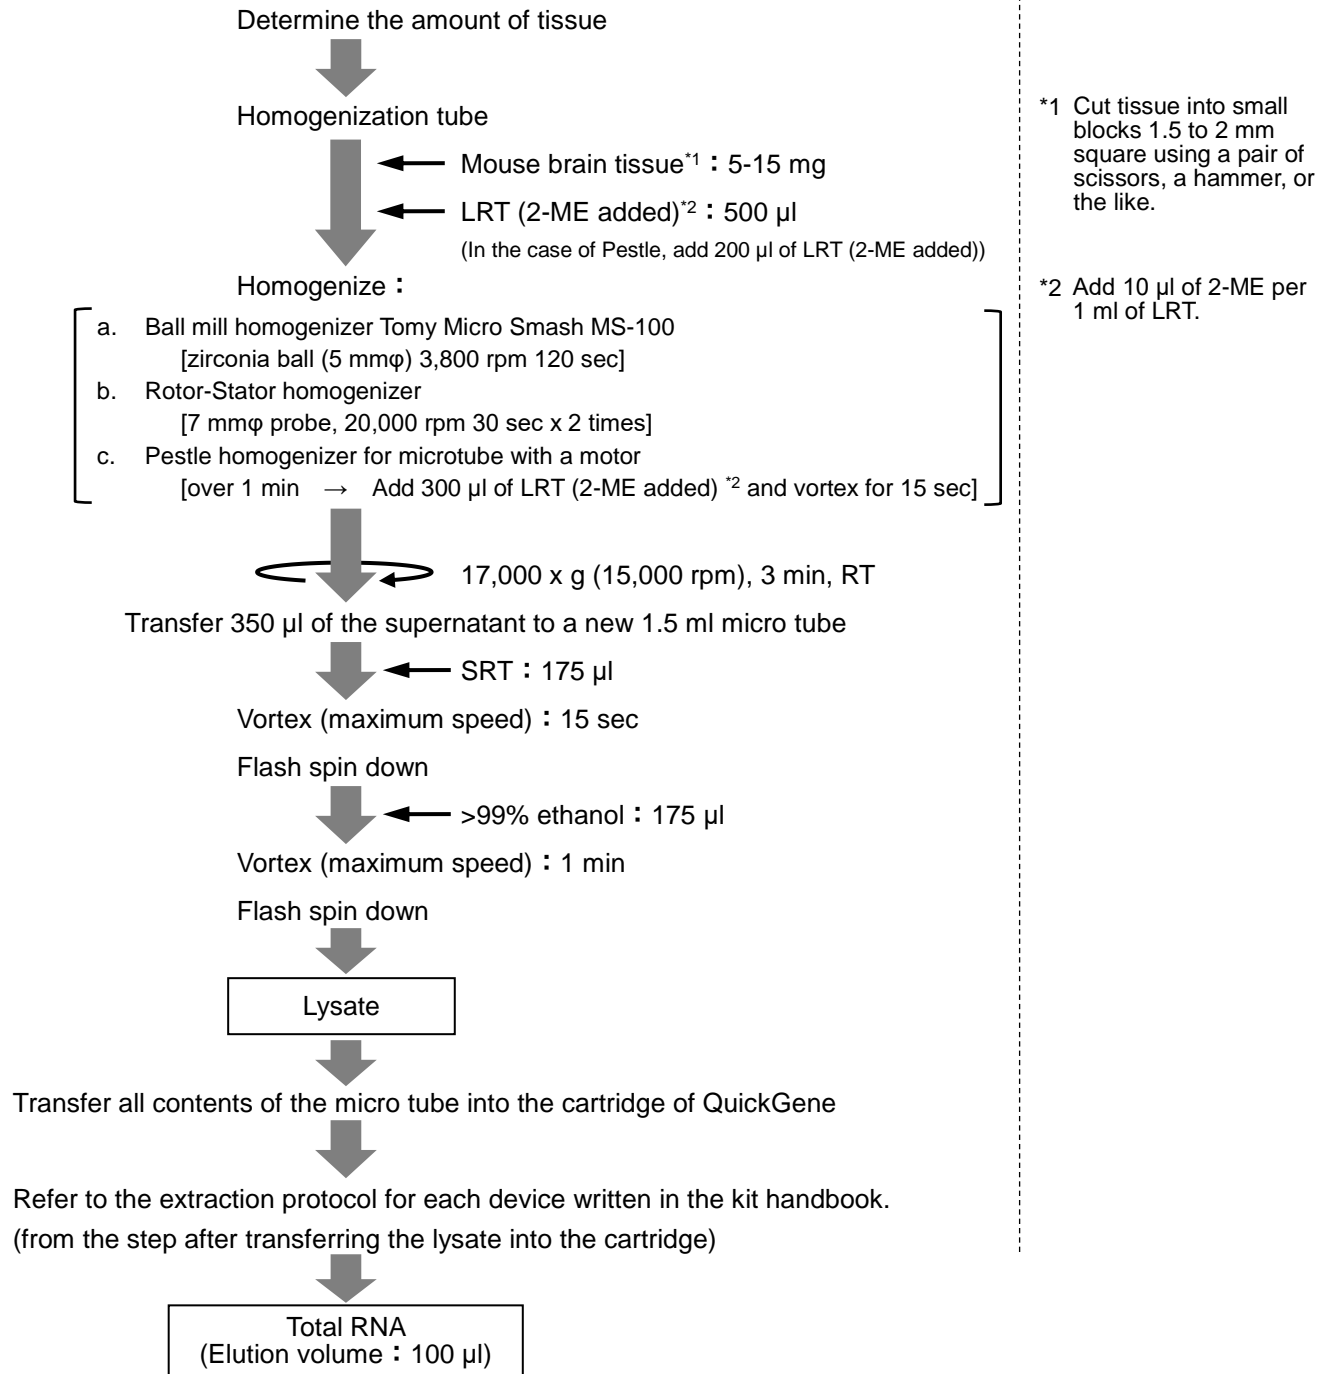 Determine the amount of tissue
Homogenization tube
Mouse brain tissue*1：5-15 mg
LRT (2-ME added)*2：500 µl
(In the case of Pestle, add 200 µl of LRT (2-ME added))
Homogenize：
a. Ball mill homogenizer Tomy Micro Smash MS-100
[zirconia ball (5 mmφ) 3,800 rpm 120 sec]
b. Rotor-Stator homogenizer
[7 mmφ probe, 20,000 rpm 30 sec x 2 times]
c. Pestle homogenizer for microtube with a motor
[over 1 min → Add 300 µl of LRT (2-ME added) *2 and vortex for 15 sec]
17,000 x g (15,000 rpm), 3 min, RT
Transfer 350 µl of the supernatant to a new 1.5 ml micro tube
SRT：175 µl
Vortex (maximum speed)：15 sec
Flash spin down
>99% ethanol：175 µl
Vortex (maximum speed)：1 min
Flash spin down
Lysate
Transfer all contents of the micro tube into the cartridge of QuickGene
Refer to the extraction protocol for each device written in the kit handbook.
(from the step after transferring the lysate into the cartridge)
Total RNA
(Elution volume：100 µl)
*1 Cut tissue into small
blocks 1.5 to 2 mm
square using a pair of
scissors, a hammer, or
the like.
*2 Add 10 µl of 2-ME per
1 ml of LRT.